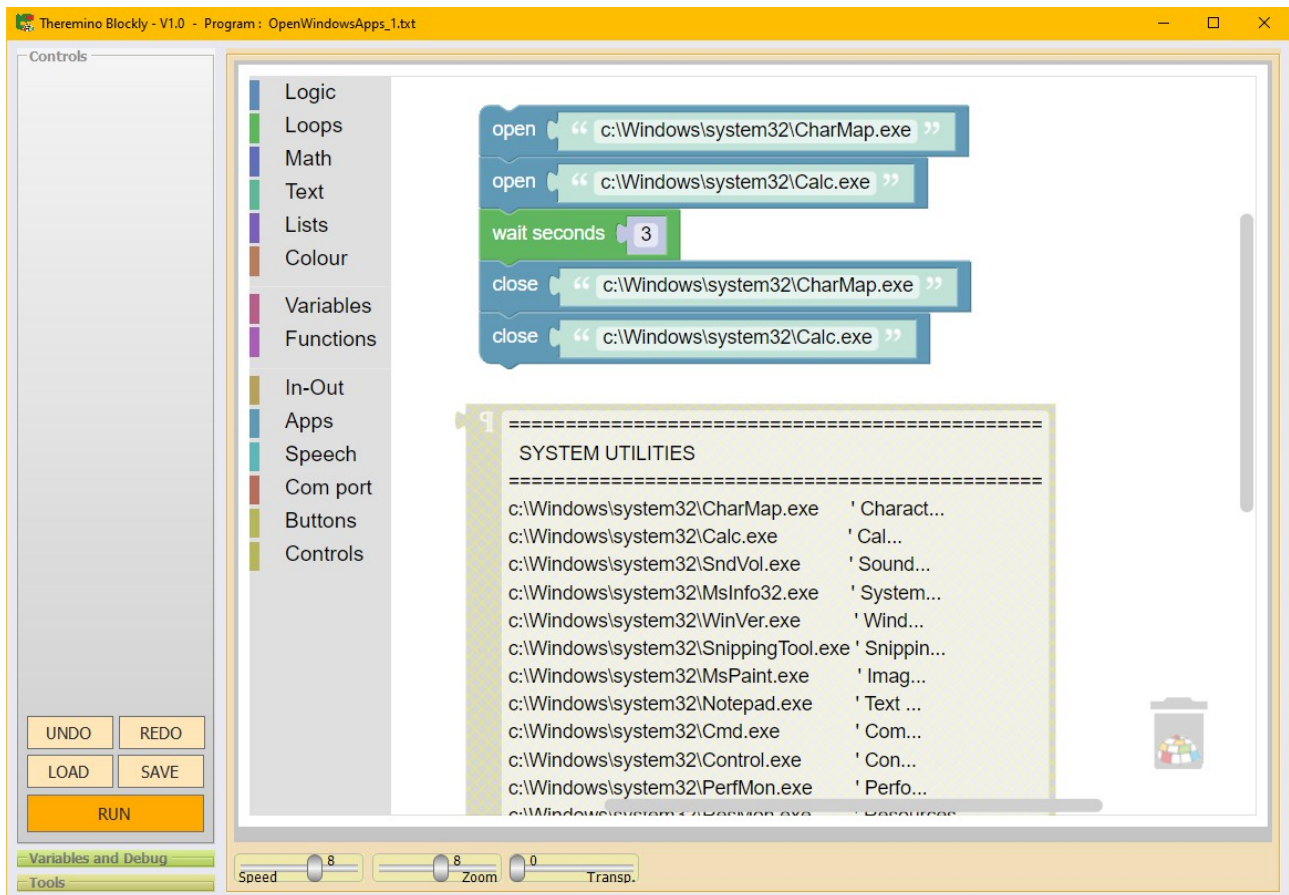 Theremino Blockly - V1.0 - Program : OpenWindowsApps_1.txt
Controls
UNDO REDO
LOAD SAVE
RUN
Variables and Debug
Tools
Logic
Loops
Math
Text
Lists
Colour
Variables
Functions
In-Out
Apps
Speech
Com port
Buttons
Controls
open “ c:\Windows\system32\CharMap.exe ”
open “ c:\Windows\system32\Calc.exe ”
wait seconds 3
close “ c:\Windows\system32\CharMap.exe ”
close “ c:\Windows\system32\Calc.exe ”
¶ ===============================================
SYSTEM UTILITIES
===============================================
c:\Windows\system32\CharMap.exe ' Charact...
c:\Windows\system32\Calc.exe ' Cal...
c:\Windows\system32\SndVol.exe ' Sound...
c:\Windows\system32\MsInfo32.exe ' System...
c:\Windows\system32\WinVer.exe ' Wind...
c:\Windows\system32\SnippingTool.exe ' Snippin...
c:\Windows\system32\MsPaint.exe ' Imag...
c:\Windows\system32\Notepad.exe ' Text ...
c:\Windows\system32\Cmd.exe ' Com...
c:\Windows\system32\Control.exe ' Con...
c:\Windows\system32\PerfMon.exe ' Perfo...
8 8 0
Speed Zoom Transp.